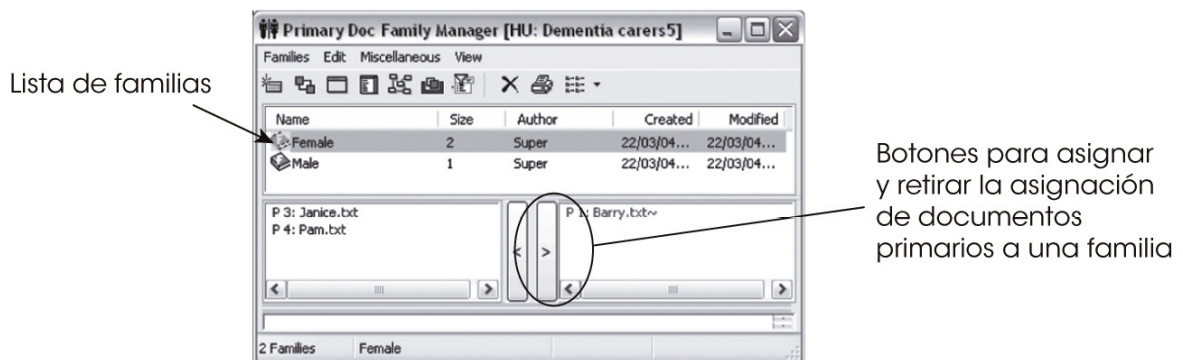 Primary Doc Family Manager [HU: Dementia carers5]
Families Edit Miscellaneous View
Lista de familias
Name Size Author Created Modified
Female 2 Super 22/03/04... 22/03/04...
Male 1 Super 22/03/04... 22/03/04...
Botones para asignar
y retirar la asignación
de documentos
primarios a una familia
P 3: Janice.txt
P 4: Pam.txt
< >
P 1: Barry.txt~
2 Families Female